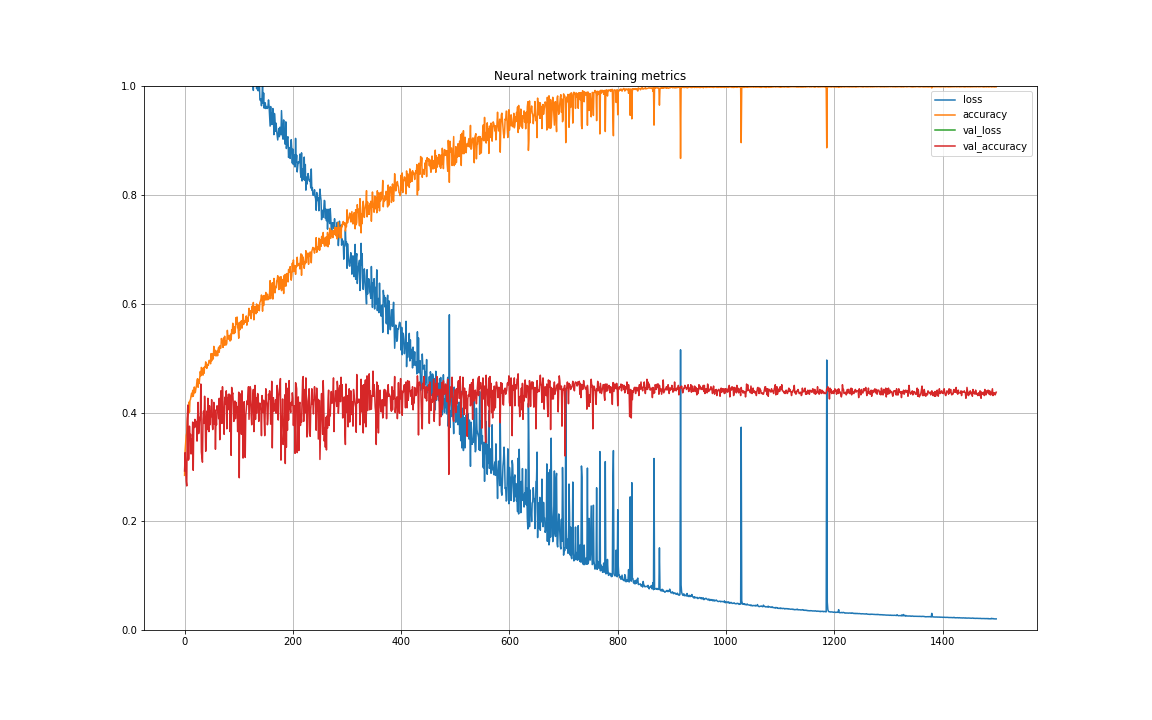 Neural network training metrics
1.0
loss
accuracy
val_loss
val_accuracy
0.8
0.6
0.4
0.2
0.0
0 200 400 600 800 1000 1200 1400